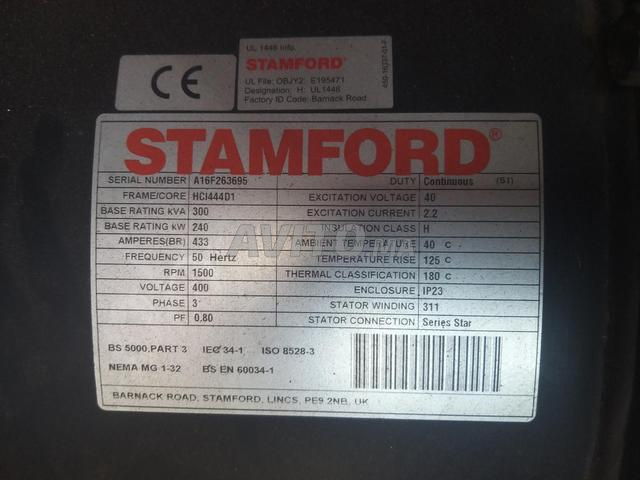 UL 1446 Info.
STAMFORD
UL File: OBJY2: E195471
Designation: H: UL1446
Factory ID Code: Barnack Road.
CE
STAMFORD®
SERIAL NUMBER A16F263695 DUTY Continuous (S1)
FRAME/CORE HCI444D1 EXCITATION VOLTAGE 40
BASE RATING kVA 300 EXCITATION CURRENT 2.2
BASE RATING kW 240 INSULATION CLASS H
AMPERES(BR) 433 AMBIENT TEMPERATURE 40 C
FREQUENCY 50 Hertz TEMPERATURE RISE 125 C
RPM 1500 THERMAL CLASSIFICATION 180 C
VOLTAGE 400 ENCLOSURE IP23
PHASE 3 STATOR WINDING 311
PF 0.80 STATOR CONNECTION Series Star
BS 5000,PART 3 IEC 34-1 ISO 8528-3
NEMA MG 1-32 BS EN 60034-1
BARNACK ROAD, STAMFORD, LINCS, PE9 2NB, UK